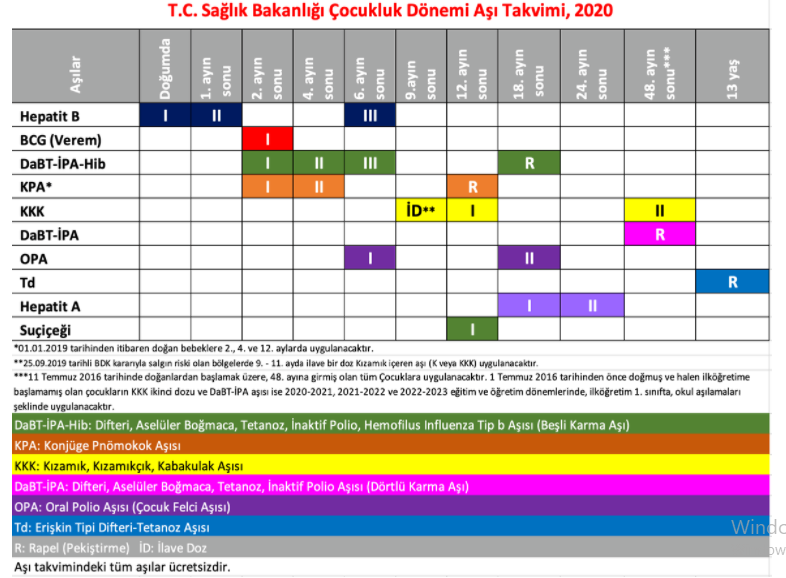 T.C. Sağlık Bakanlığı Çocukluk Dönemi Aşı Takvimi, 2020
Aşılar Doğumda 1. ayın sonu 2. ayın sonu 4. ayın sonu 6. ayın sonu 9.ayın sonu 12. ayın sonu 18. ayın sonu 24. ayın sonu 48. ayın sonu*** 13 yaş
Hepatit B I II III
BCG (Verem) I
DaBT-İPA-Hib I II III R
KPA* I II R
KKK İD** I II
DaBT-İPA R
OPA I II
Td R
Hepatit A I II
Suçiçeği I
*01.01.2019 tarihinden itibaren doğan bebeklere 2., 4. ve 12. aylarda uygulanacaktır.
**25.09.2019 tarihli BDK kararıyla salgın riski olan bölgelerde 9. - 11. ayda ilave bir doz Kızamık içeren aşı (K veya KKK) uygulanacaktır.
***11 Temmuz 2016 tarihinde doğanlardan başlamak üzere, 48. ayına girmiş olan tüm Çocuklara uygulanacaktır. 1 Temmuz 2016 tarihinden önce doğmuş ve halen ilköğretime
başlamamış olan çocukların KKK ikinci dozu ve DaBT-İPA aşısı ise 2020-2021, 2021-2022 ve 2022-2023 eğitim ve öğretim dönemlerinde, ilköğretim 1. sınıfta, okul aşılamaları
şeklinde uygulanacaktır.
DaBT-İPA-Hib: Difteri, Aselüler Boğmaca, Tetanoz, İnaktif Polio, Hemofilus Influenza Tip b Aşısı (Beşli Karma Aşı)
KPA: Konjüge Pnömokok Aşısı
KKK: Kızamık, Kızamıkçık, Kabakulak Aşısı
DaBT-İPA: Difteri, Aselüler Boğmaca, Tetanoz, İnaktif Polio Aşısı (Dörtlü Karma Aşı)
OPA: Oral Polio Aşısı (Çocuk Felci Aşısı)
Td: Erişkin Tipi Difteri-Tetanoz Aşısı
R: Rapel (Pekiştirme) İD: İlave Doz
Aşı takvimindeki tüm aşılar ücretsizdir.